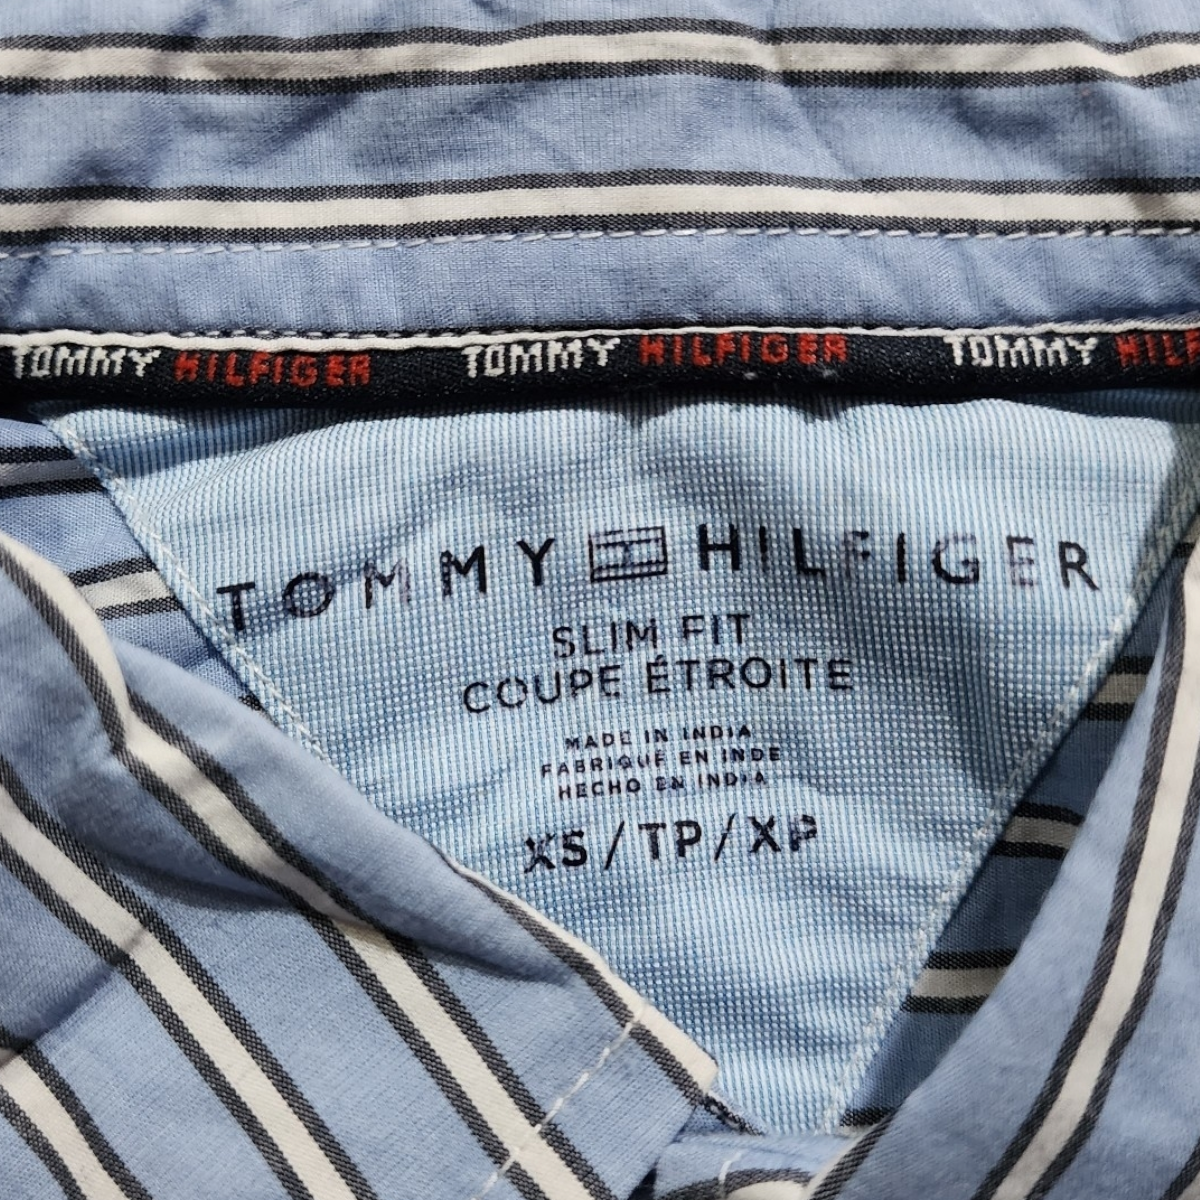 TOMMY HILFIGER TOMMY HILFIGER TOMMY HILF
TOMMY HILFIGER
SLIM FIT
COUPE ÉTROITE
MADE IN INDIA
FABRIQUÉ EN INDE
HECHO EN INDIA
XS / TP / XP